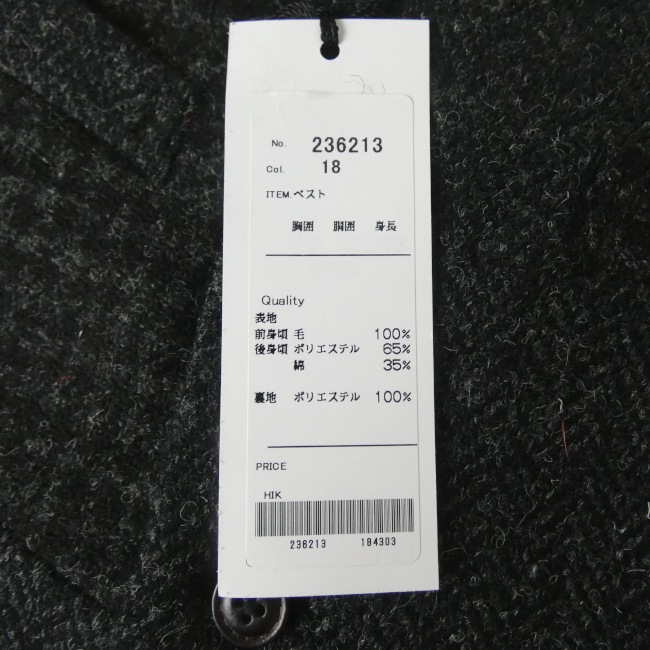 No. 236213
Col. 18
ITEM.ベスト
胸囲 胴囲 身長
Quality
表地
前身頃 毛 100%
後身頃 ポリエステル 65%
綿 35%
裏地 ポリエステル 100%
PRICE
HIK
236213 184303